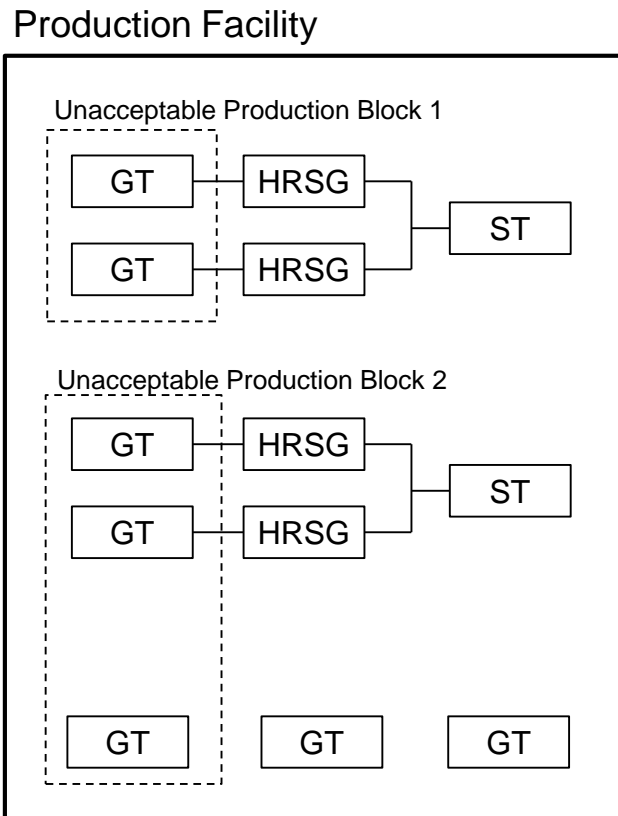 Production Facility
Unacceptable Production Block 1
GT HRSG
ST
GT HRSG
Unacceptable Production Block 2
GT HRSG
ST
GT HRSG
GT GT GT